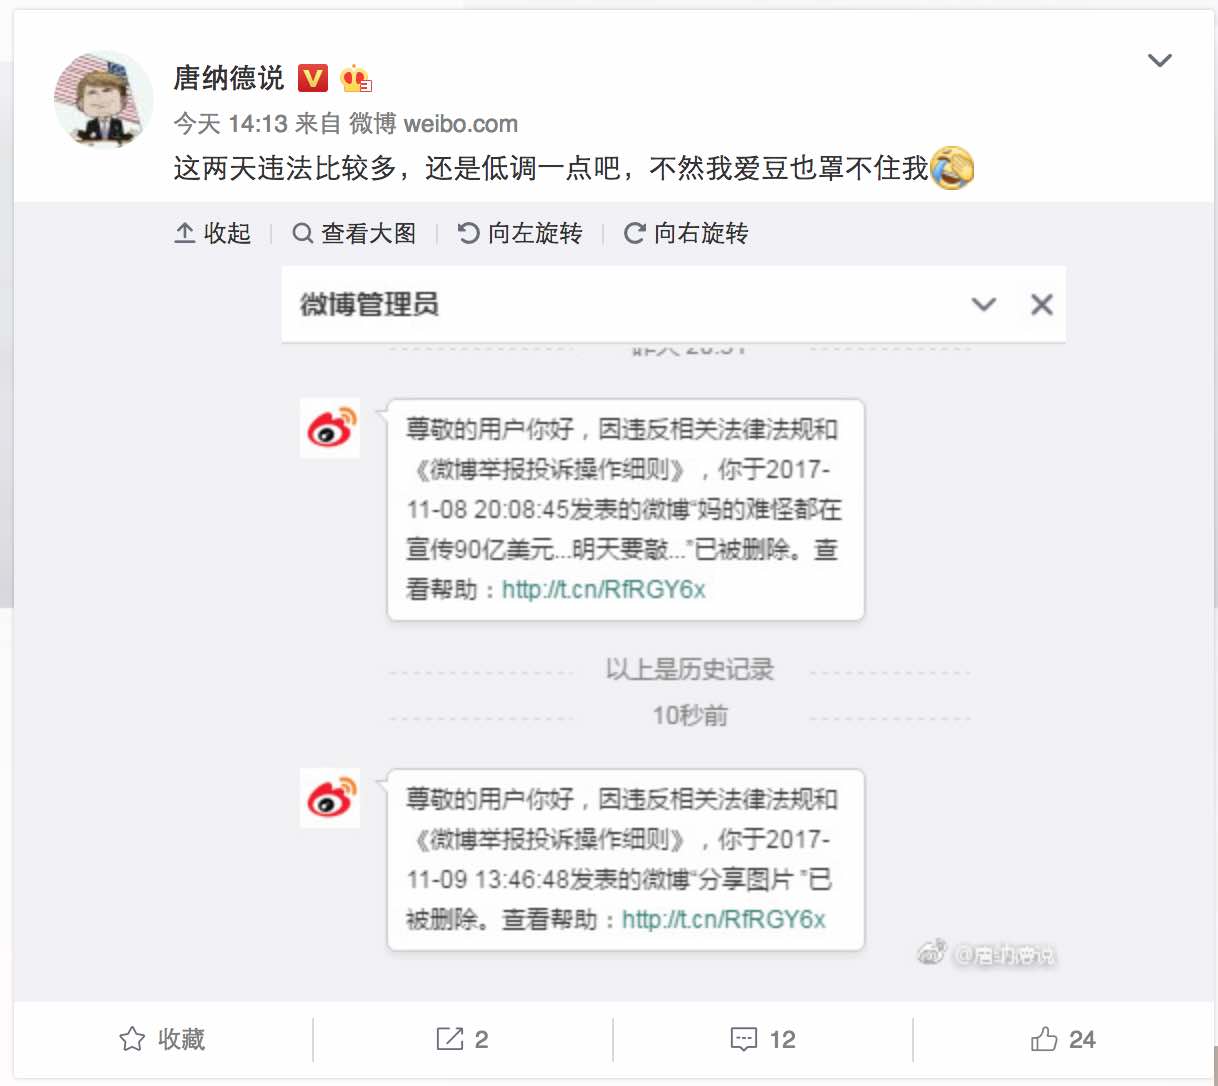 唐纳德说
今天 14:13 来自 微博 weibo.com
这两天违法比较多，还是低调一点吧，不然我爱豆也罩不住我
收起 查看大图 向左旋转 向右旋转
微博管理员
尊敬的用户你好，因违反相关法律法规和
《微博举报投诉操作细则》，你于2017-
11-08 20:08:45发表的微博“妈的难怪都在
宣传90亿美元...明天要敲...”已被删除。查
看帮助：http://t.cn/RfRGY6x
以上是历史记录
10秒前
尊敬的用户你好，因违反相关法律法规和
《微博举报投诉操作细则》，你于2017-
11-09 13:46:48发表的微博“分享图片 ”已
被删除。查看帮助：http://t.cn/RfRGY6x
@唐纳德说
收藏 2 12 24